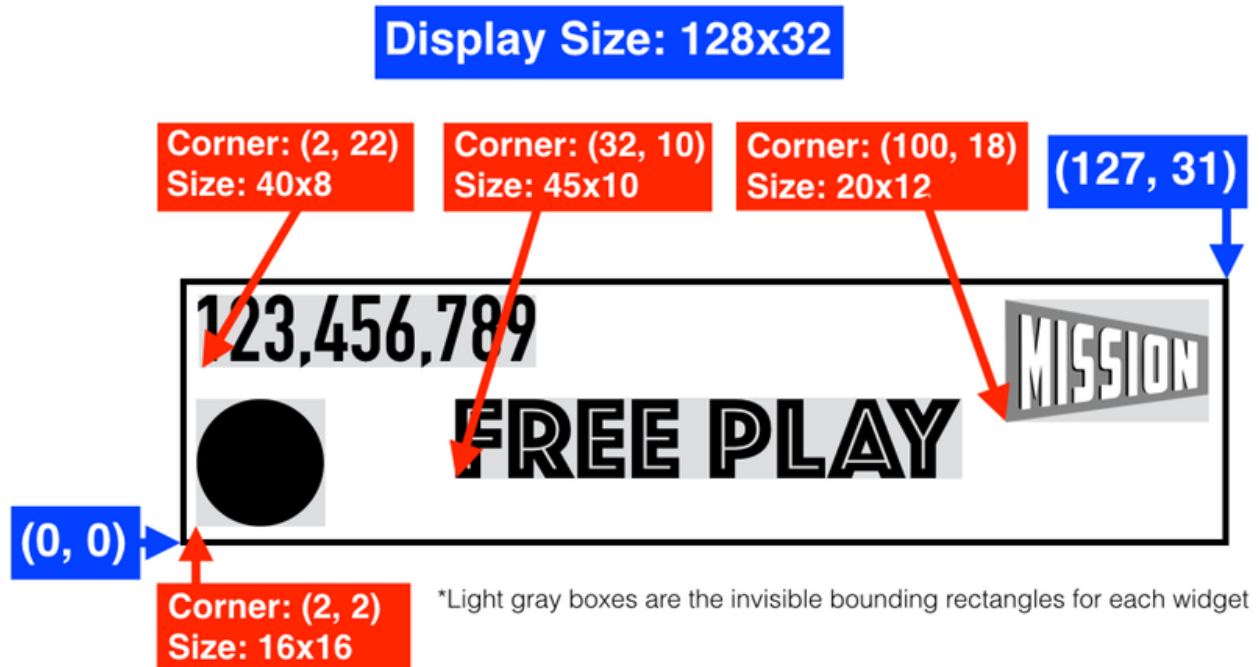 Display Size: 128x32
Corner: (2, 22)
Size: 40x8
Corner: (32, 10)
Size: 45x10
Corner: (100, 18)
Size: 20x12
(127, 31)
123,456,789
MISSION
FREE PLAY
(0, 0)
Corner: (2, 2)
Size: 16x16
*Light gray boxes are the invisible bounding rectangles for each widget